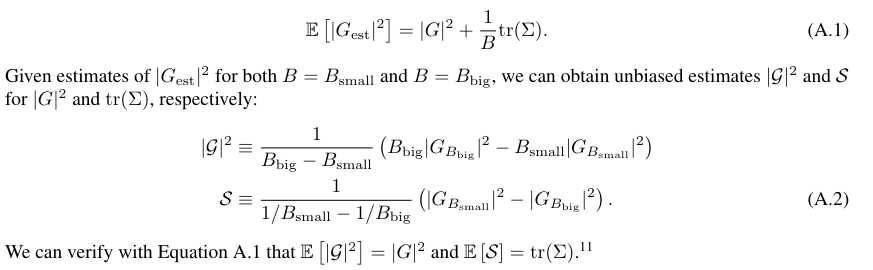 𝔼 [|G_est|²] = |G|² + 1/B tr(Σ). (A.1)
Given estimates of |G_est|² for both B = B_small and B = B_big, we can obtain unbiased estimates |𝒢|² and 𝒮
for |G|² and tr(Σ), respectively:
|𝒢|² ≡ 1/(B_big − B_small) (B_big|G_{B_big}|² − B_small|G_{B_small}|²)
𝒮 ≡ 1/(1/B_small − 1/B_big) (|G_{B_small}|² − |G_{B_big}|²). (A.2)
We can verify with Equation A.1 that 𝔼 [|𝒢|²] = |G|² and 𝔼 [𝒮] = tr(Σ).¹¹